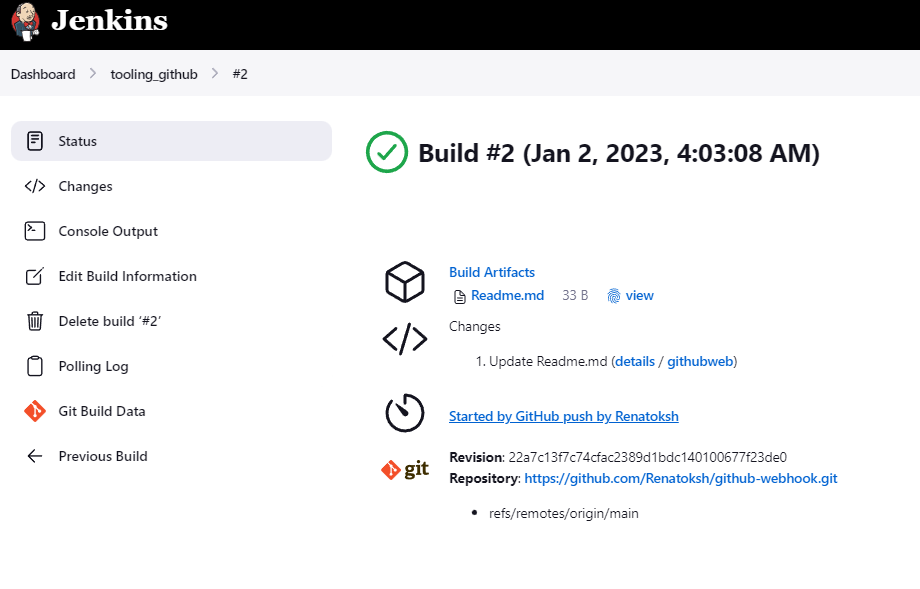 Jenkins
Dashboard > tooling_github > #2
Status
Changes
Console Output
Edit Build Information
Delete build ‘#2’
Polling Log
Git Build Data
Previous Build
Build #2 (Jan 2, 2023, 4:03:08 AM)
Build Artifacts
Readme.md 33 B view
Changes
1. Update Readme.md (details / githubweb)
Started by GitHub push by Renatoksh
git
Revision: 22a7c13f7c74cfac2389d1bdc140100677f23de0
Repository: https://github.com/Renatoksh/github-webhook.git
• refs/remotes/origin/main